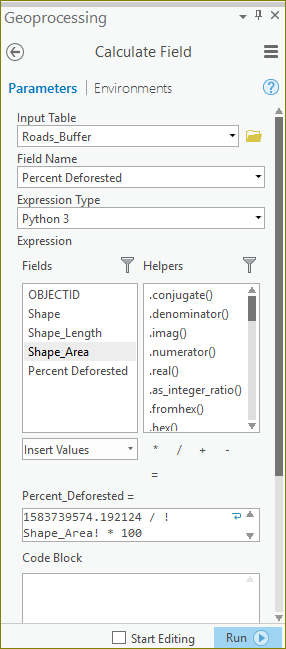 Geoprocessing
Calculate Field
Parameters Environments
Input Table
Roads_Buffer
Field Name
Percent Deforested
Expression Type
Python 3
Expression
Fields Helpers
OBJECTID .conjugate()
Shape .denominator()
Shape_Length .imag()
Shape_Area .numerator()
Percent Deforested .real()
.as_integer_ratio()
.fromhex()
.hex()
Insert Values * / + -
=
Percent_Deforested =
1583739574.192124 / !
Shape_Area! * 100
Code Block
Start Editing Run